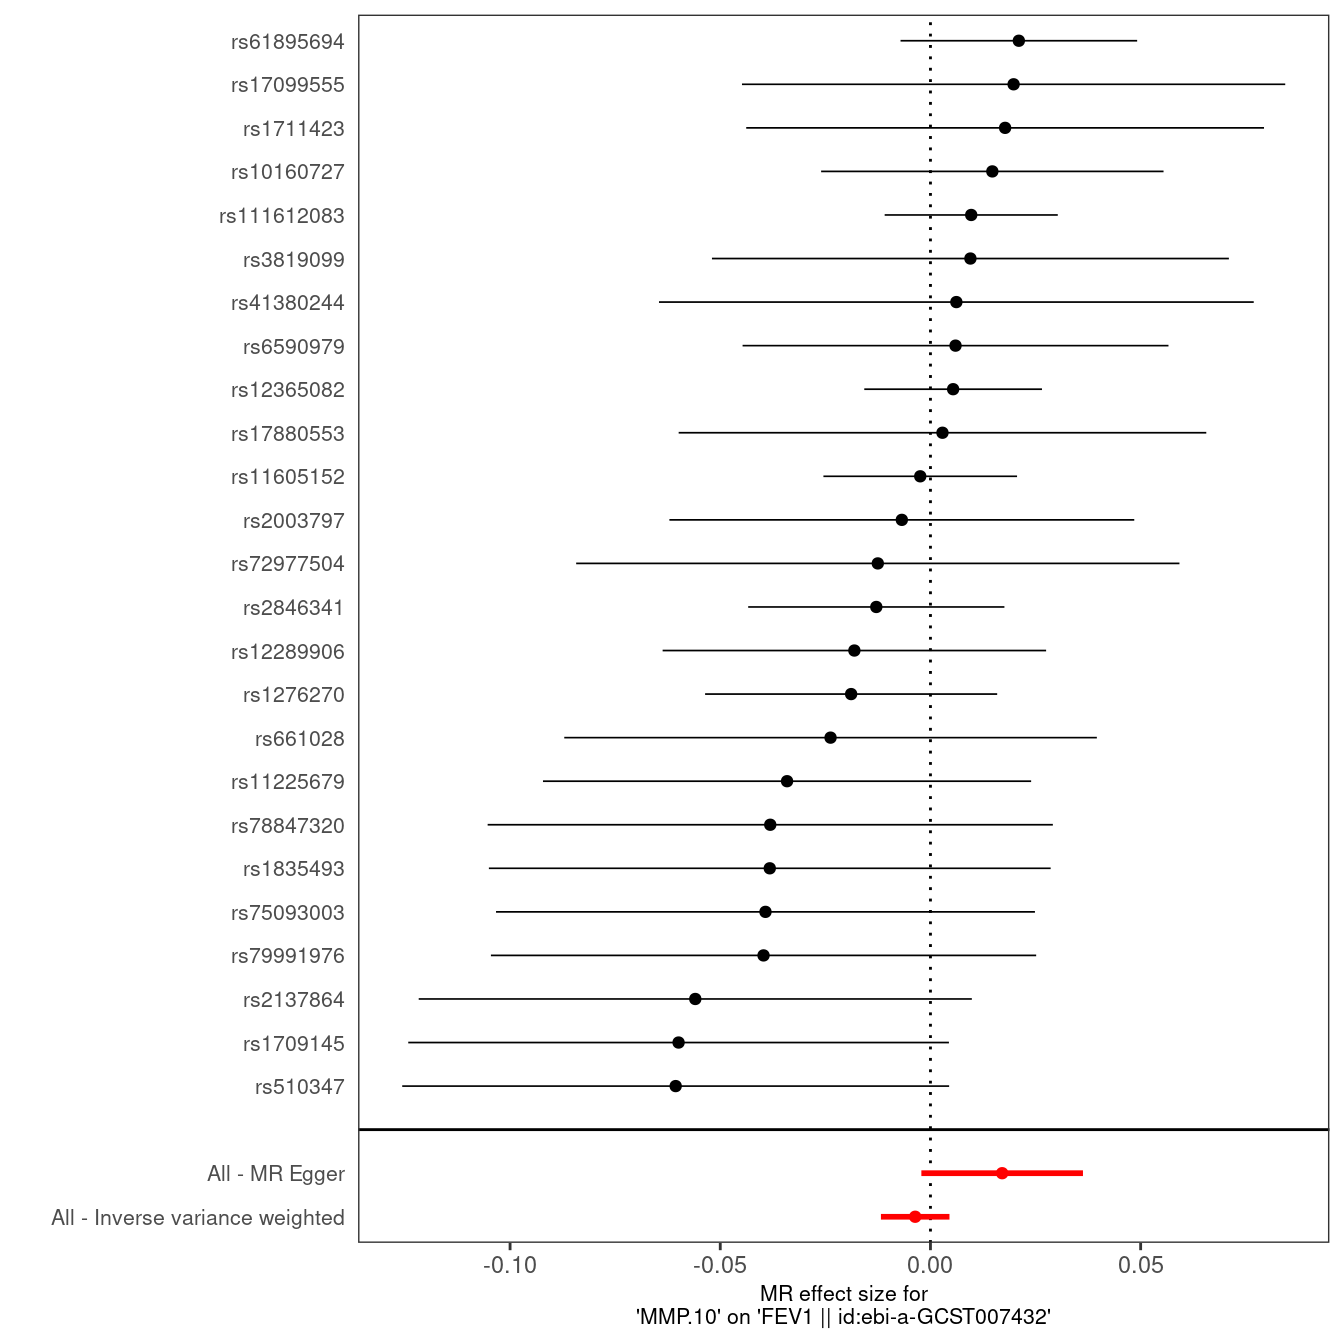 rs61895694
rs17099555
rs1711423
rs10160727
rs111612083
rs3819099
rs41380244
rs6590979
rs12365082
rs17880553
rs11605152
rs2003797
rs72977504
rs2846341
rs12289906
rs1276270
rs661028
rs11225679
rs78847320
rs1835493
rs75093003
rs79991976
rs2137864
rs1709145
rs510347
All - MR Egger
All - Inverse variance weighted
-0.10 -0.05 0.00 0.05
MR effect size for
'MMP.10' on 'FEV1 || id:ebi-a-GCST007432'